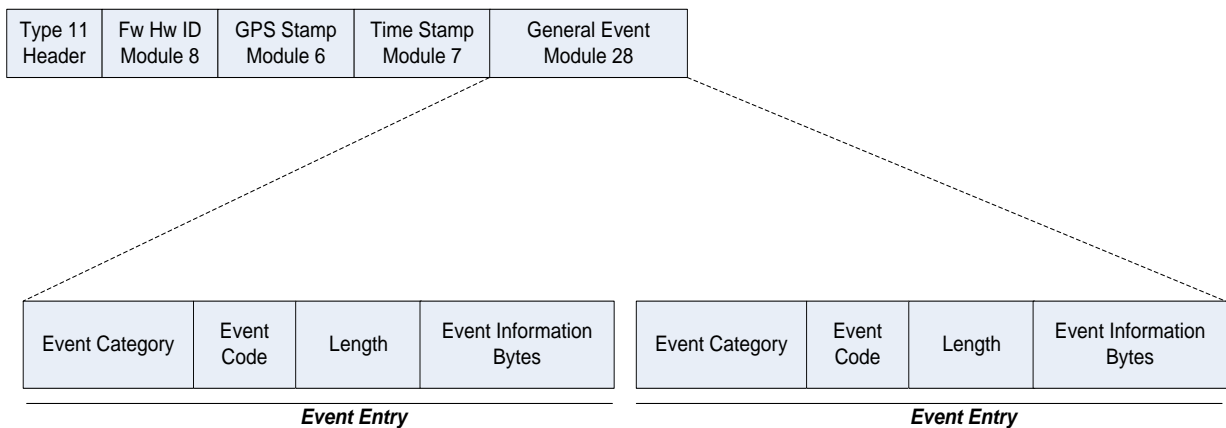 Type 11
Header
Fw Hw ID
Module 8
GPS Stamp
Module 6
Time Stamp
Module 7
General Event
Module 28
Event Category
Event
Code
Length
Event Information
Bytes
Event Category
Event
Code
Length
Event Information
Bytes
Event Entry
Event Entry